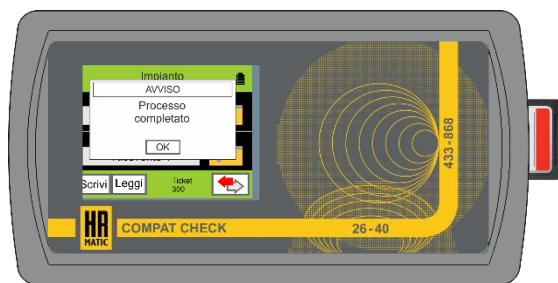 Impianto
AVVISO
Processo
completato
OK
Scrivi
Leggi
Ticket
300
433-868
HR
MATIC
COMPAT CHECK
26-40